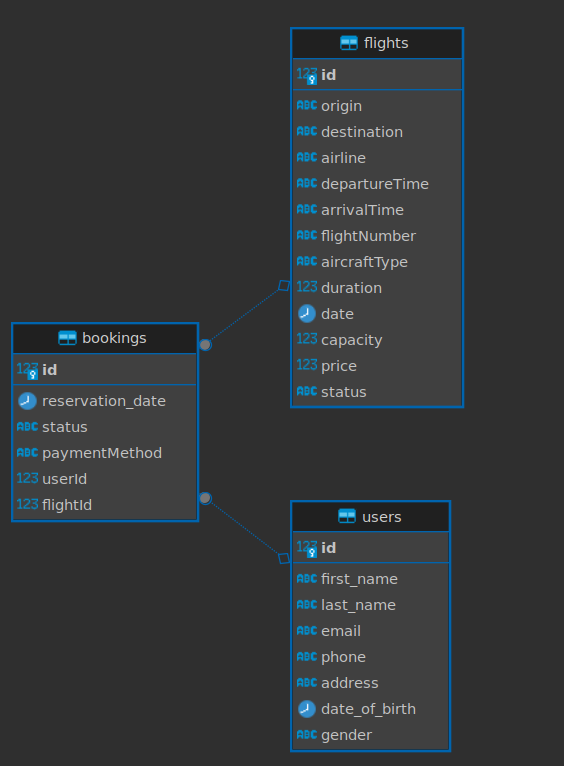 flights
123 id
ABC origin
ABC destination
ABC airline
ABC departureTime
ABC arrivalTime
ABC flightNumber
ABC aircraftType
123 duration
date
123 capacity
123 price
ABC status
bookings
123 id
reservation_date
ABC status
ABC paymentMethod
123 userId
123 flightId
users
123 id
ABC first_name
ABC last_name
ABC email
ABC phone
ABC address
date_of_birth
ABC gender